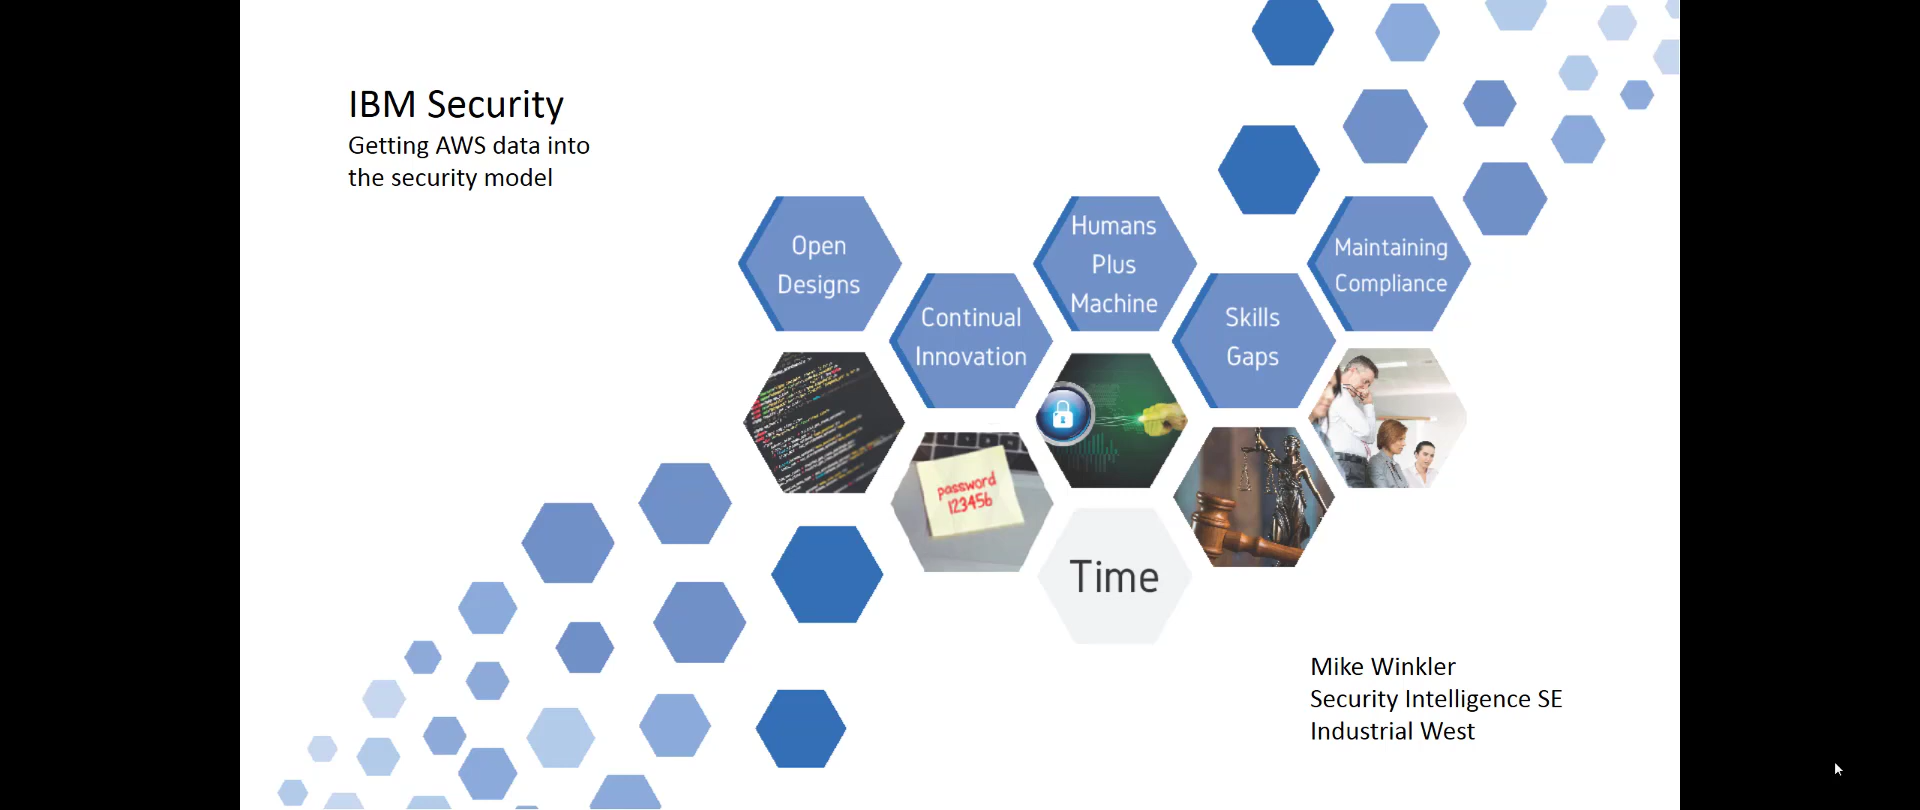 IBM Security
Getting AWS data into
the security model
Open
Designs
Continual
Innovation
Humans
Plus
Machine
Skills
Gaps
Maintaining
Compliance
password
123456
Time
Mike Winkler
Security Intelligence SE
Industrial West